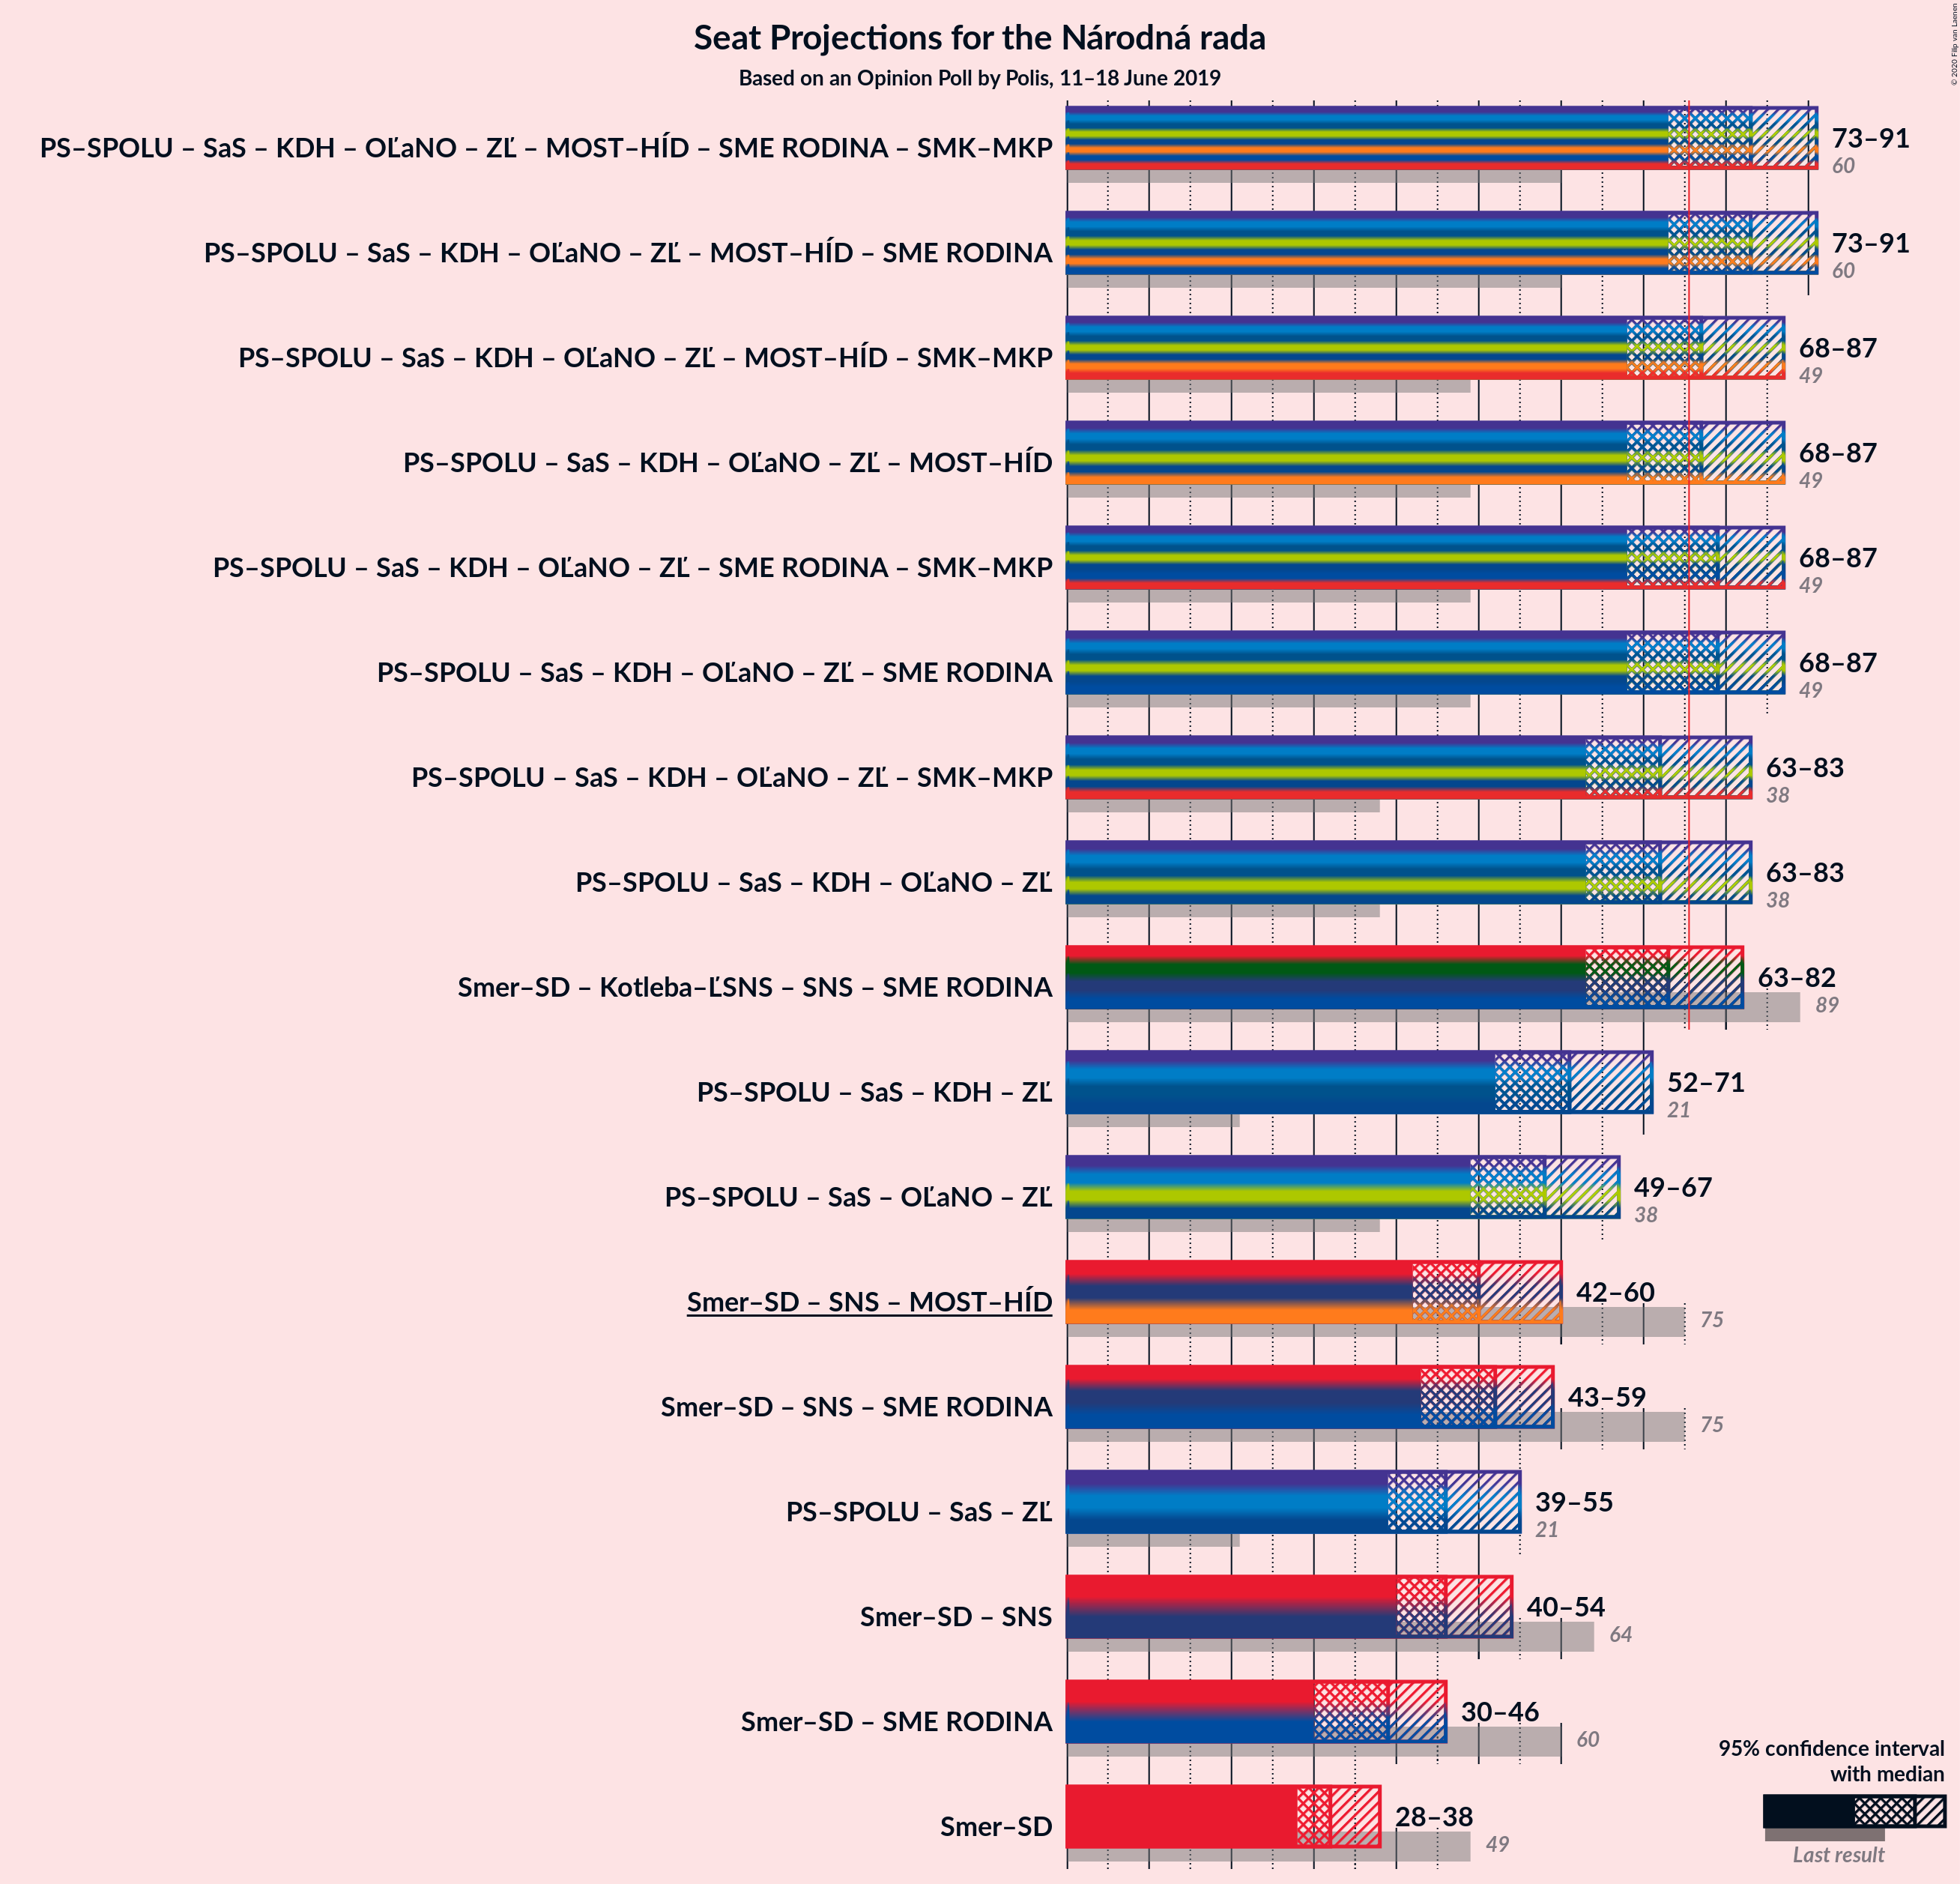 Seat Projections for the Národná rada
Based on an Opinion Poll by Polis, 11–18 June 2019
© 2020 Filip van Laenen
PS–SPOLU – SaS – KDH – OĽaNO – ZĽ – MOST–HÍD – SME RODINA – SMK–MKP
73–91
60
PS–SPOLU – SaS – KDH – OĽaNO – ZĽ – MOST–HÍD – SME RODINA
73–91
60
PS–SPOLU – SaS – KDH – OĽaNO – ZĽ – MOST–HÍD – SMK–MKP
68–87
49
PS–SPOLU – SaS – KDH – OĽaNO – ZĽ – MOST–HÍD
68–87
49
PS–SPOLU – SaS – KDH – OĽaNO – ZĽ – SME RODINA – SMK–MKP
68–87
49
PS–SPOLU – SaS – KDH – OĽaNO – ZĽ – SME RODINA
68–87
49
PS–SPOLU – SaS – KDH – OĽaNO – ZĽ – SMK–MKP
63–83
38
PS–SPOLU – SaS – KDH – OĽaNO – ZĽ
63–83
38
Smer–SD – Kotleba–ĽSNS – SNS – SME RODINA
63–82
89
PS–SPOLU – SaS – KDH – ZĽ
52–71
21
PS–SPOLU – SaS – OĽaNO – ZĽ
49–67
38
Smer–SD – SNS – MOST–HÍD
42–60
75
Smer–SD – SNS – SME RODINA
43–59
75
PS–SPOLU – SaS – ZĽ
39–55
21
Smer–SD – SNS
40–54
64
Smer–SD – SME RODINA
30–46
60
Smer–SD
28–38
49
95% confidence interval
with median
Last result